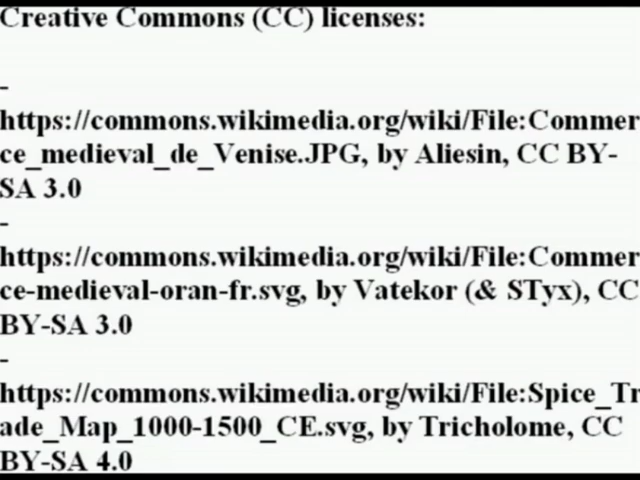 Creative Commons (CC) licenses:
-
https://commons.wikimedia.org/wiki/File:Commer
ce_medieval_de_Venise.JPG, by Aliesin, CC BY-
SA 3.0
-
https://commons.wikimedia.org/wiki/File:Commer
ce-medieval-oran-fr.svg, by Vatekor (& STyx), CC
BY-SA 3.0
-
https://commons.wikimedia.org/wiki/File:Spice_Tr
ade_Map_1000-1500_CE.svg, by Tricholome, CC
BY-SA 4.0